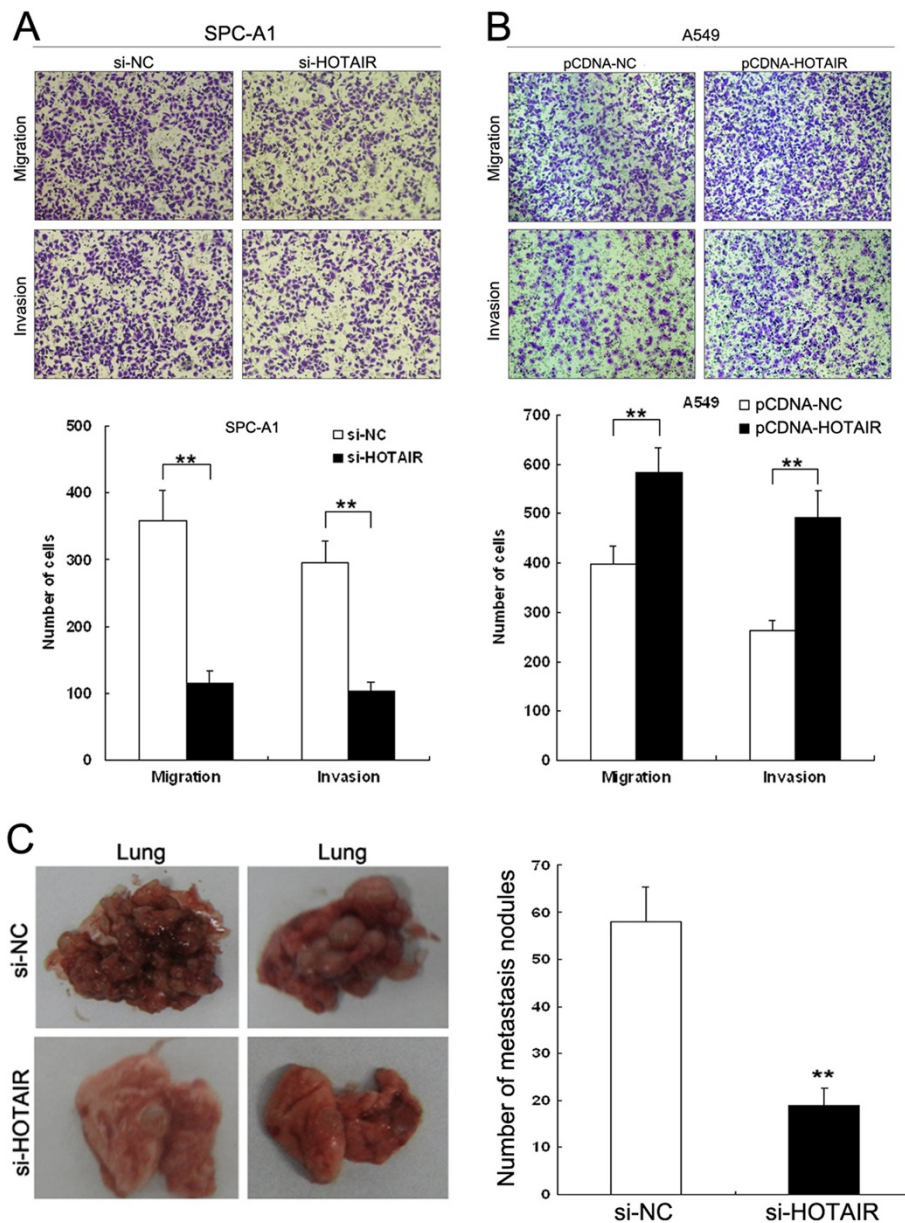 A
SPC-A1
si-NC si-HOTAIR
Migration
Invasion
SPC-A1
si-NC
si-HOTAIR
** **
Number of cells
500
400
300
200
100
0
Migration Invasion
B
A549
pCDNA-NC pCDNA-HOTAIR
Migration
Invasion
A549
pCDNA-NC
pCDNA-HOTAIR
** **
Number of cells
700
600
500
400
300
200
100
0
Migration Invasion
C
Lung Lung
si-NC
si-HOTAIR
Number of metastasis nodules
70
60
50
40
30
20
10
0
**
si-NC si-HOTAIR